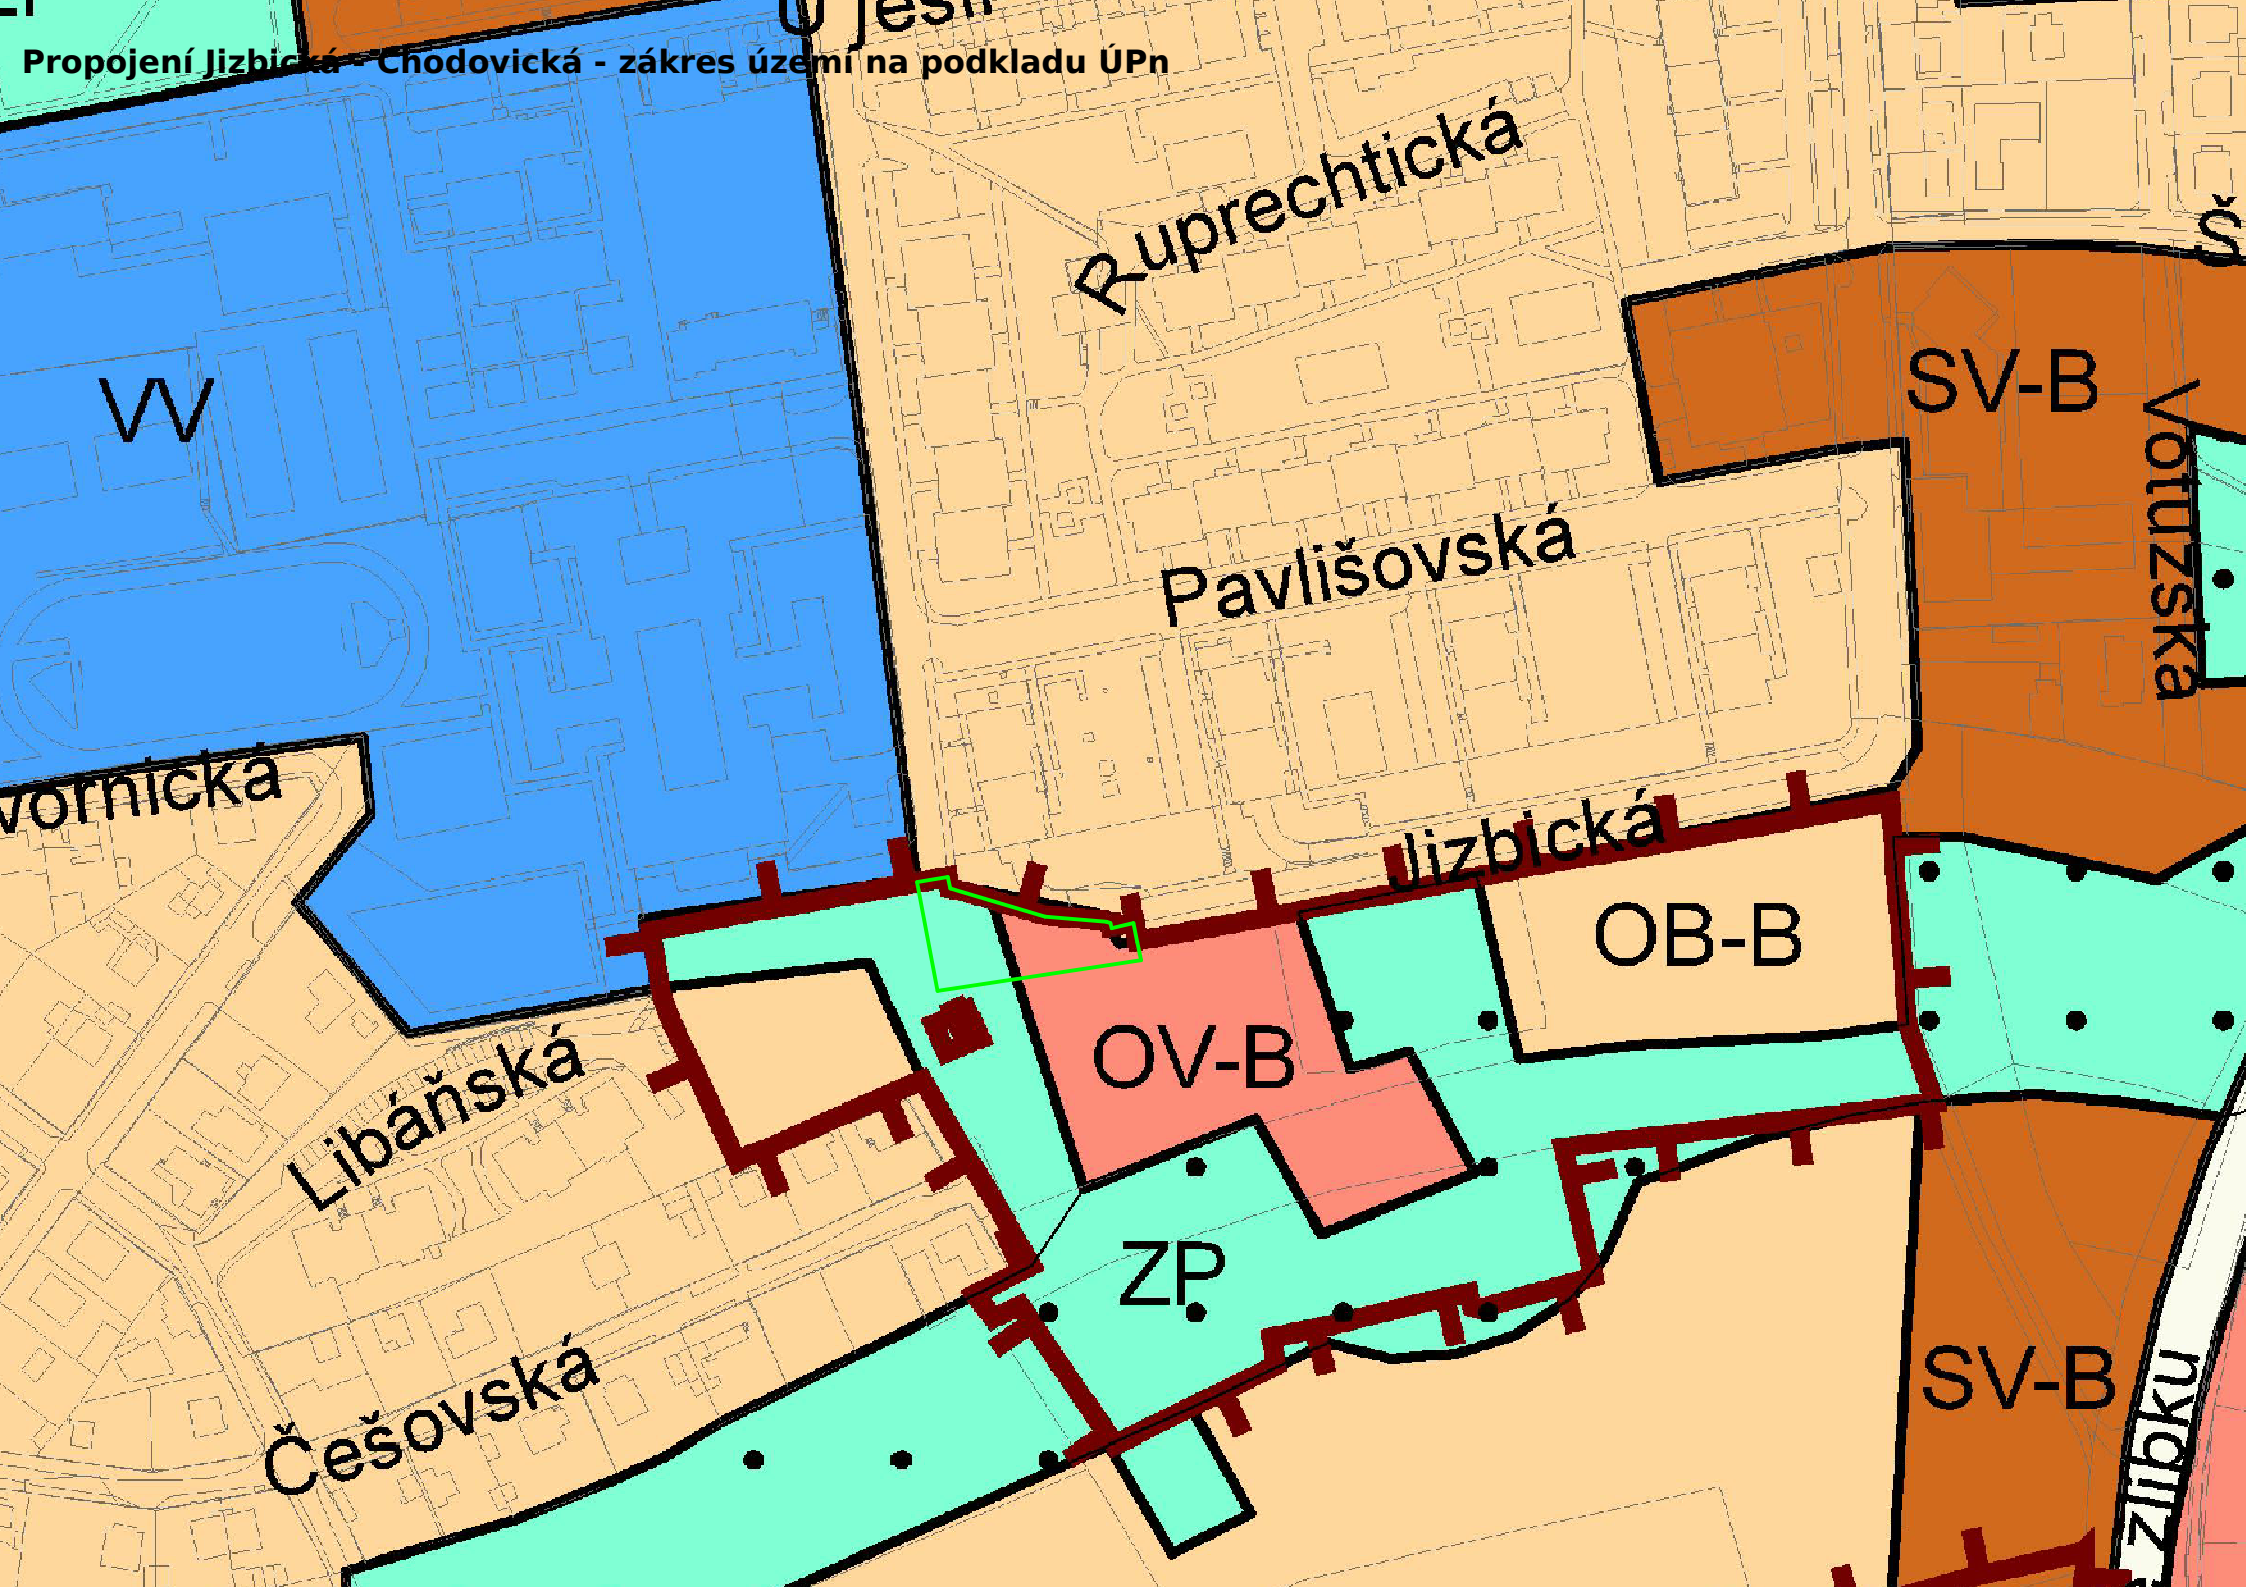 Propojení Jizbická - Chodovická - zákres území na podkladu ÚPn
Ruprechtická
VV
SV-B
Votuzská
Pavlišovská
Jizbická
OB-B
OV-B
Libáňská
ZP
Češovská
SV-B
zlibku